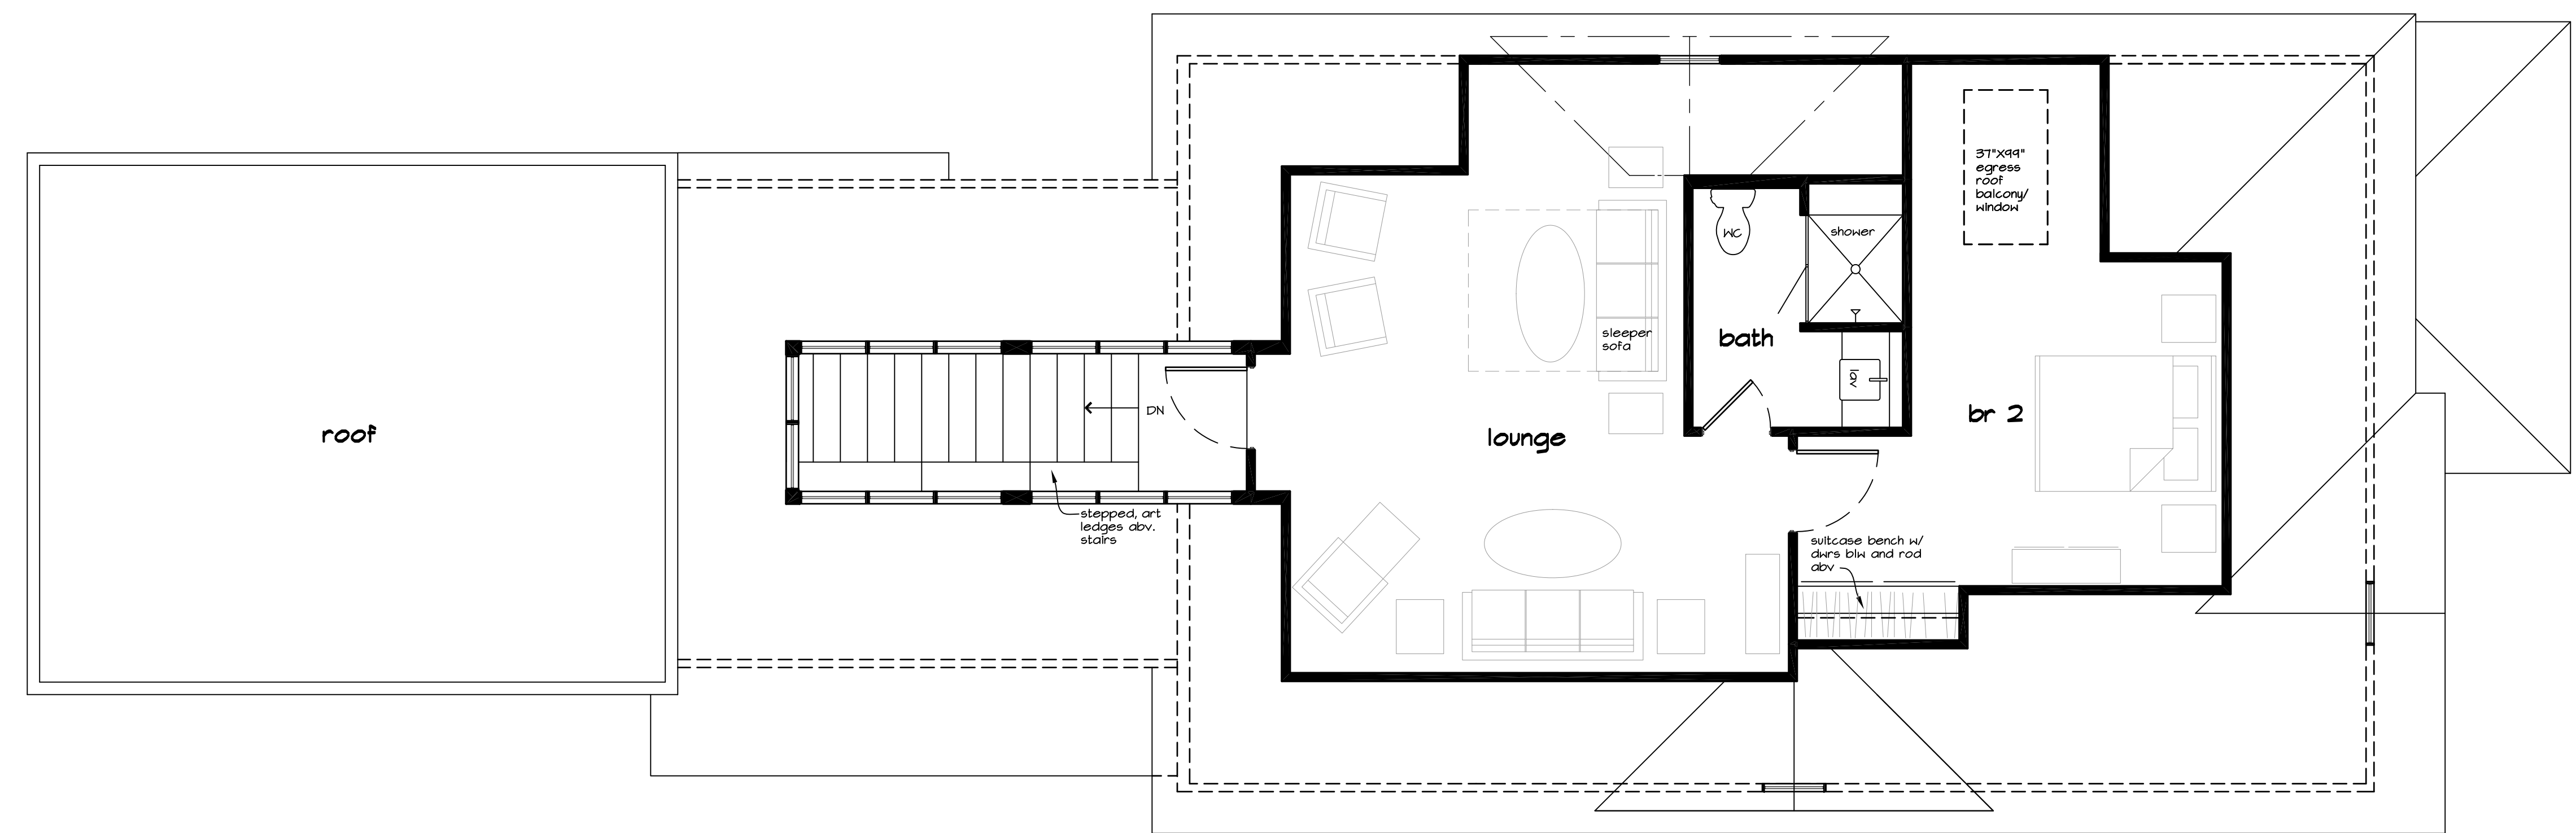 37"X99"
egress
roof
balcony/
window
WC
shower
sleeper
sofa
bath
lav
DN
br 2
roof
lounge
stepped, art
ledges abv.
stairs
suitcase bench w/
dwrs blw and rod
abv